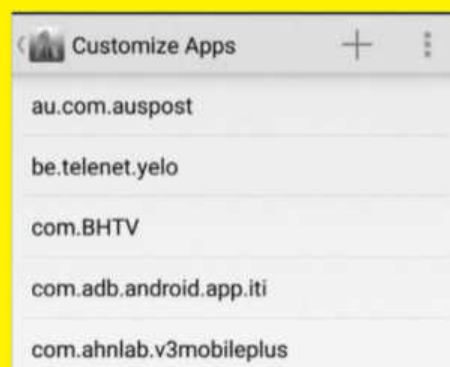 Customize Apps
au.com.auspost
be.telenet.yelo
com.BHTV
com.adb.android.app.iti
com.ahnlab.v3mobileplus